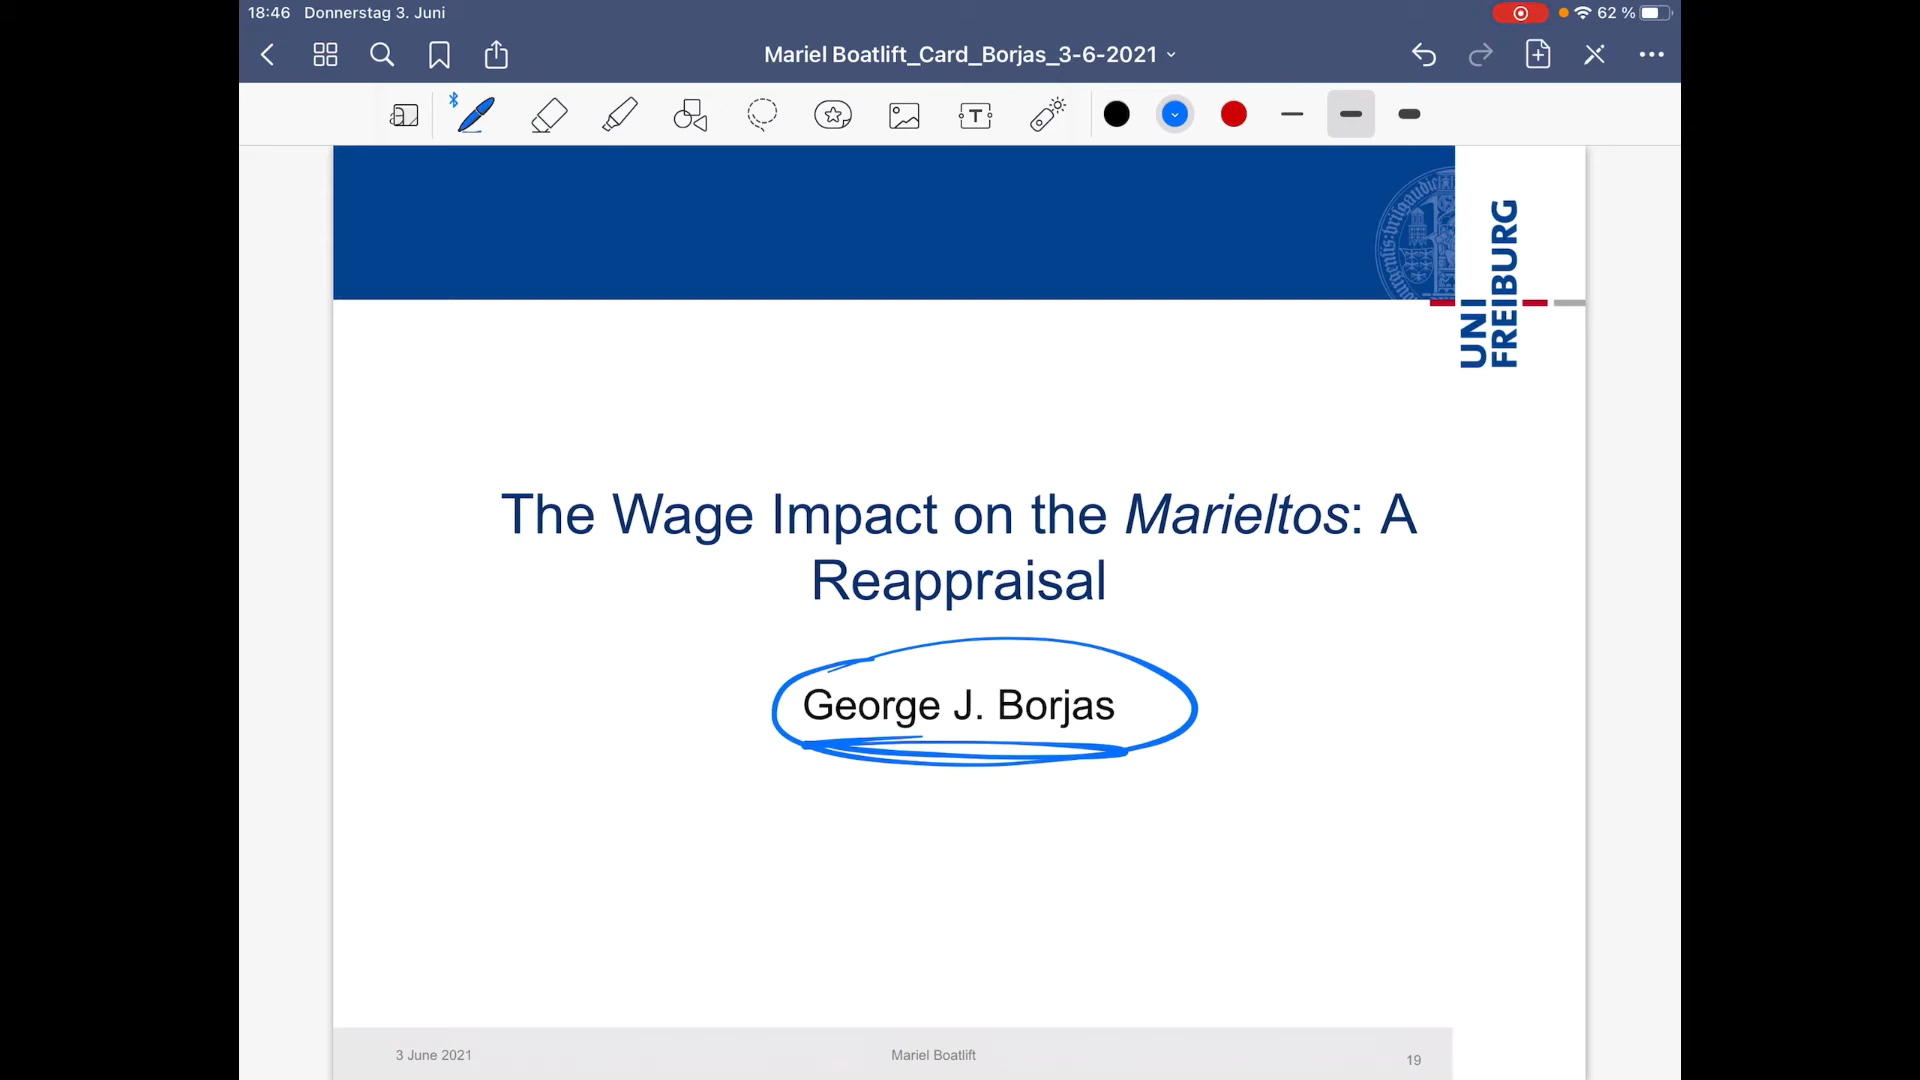 18:46 Donnerstag 3. Juni
62 %
Mariel Boatlift_Card_Borjas_3-6-2021
UNI
FREIBURG
The Wage Impact on the Marieltos: A
Reappraisal
George J. Borjas
3 June 2021
Mariel Boatlift
19